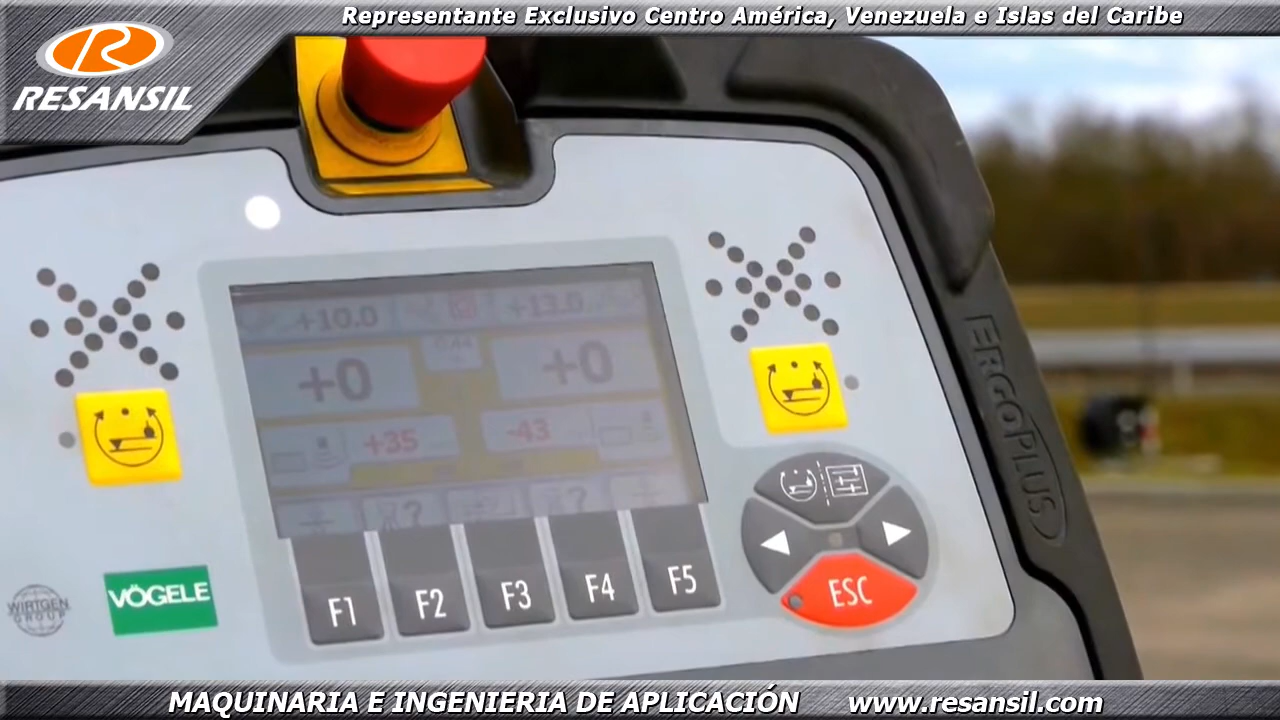 Representante Exclusivo Centro América, Venezuela e Islas del Caribe
RESANSIL
+10.0
+13.0
+0
+0
+35
-43
?
?
ERGOPLUS
F1 F2 F3 F4 F5
ESC
WIRTGEN
GROUP
VÖGELE
MAQUINARIA E INGENIERIA DE APLICACIÓN www.resansil.com